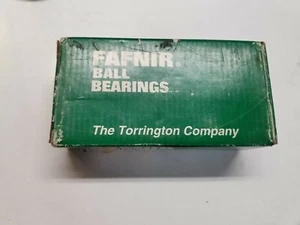 FAFNIR
BALL
BEARINGS
The Torrington Company